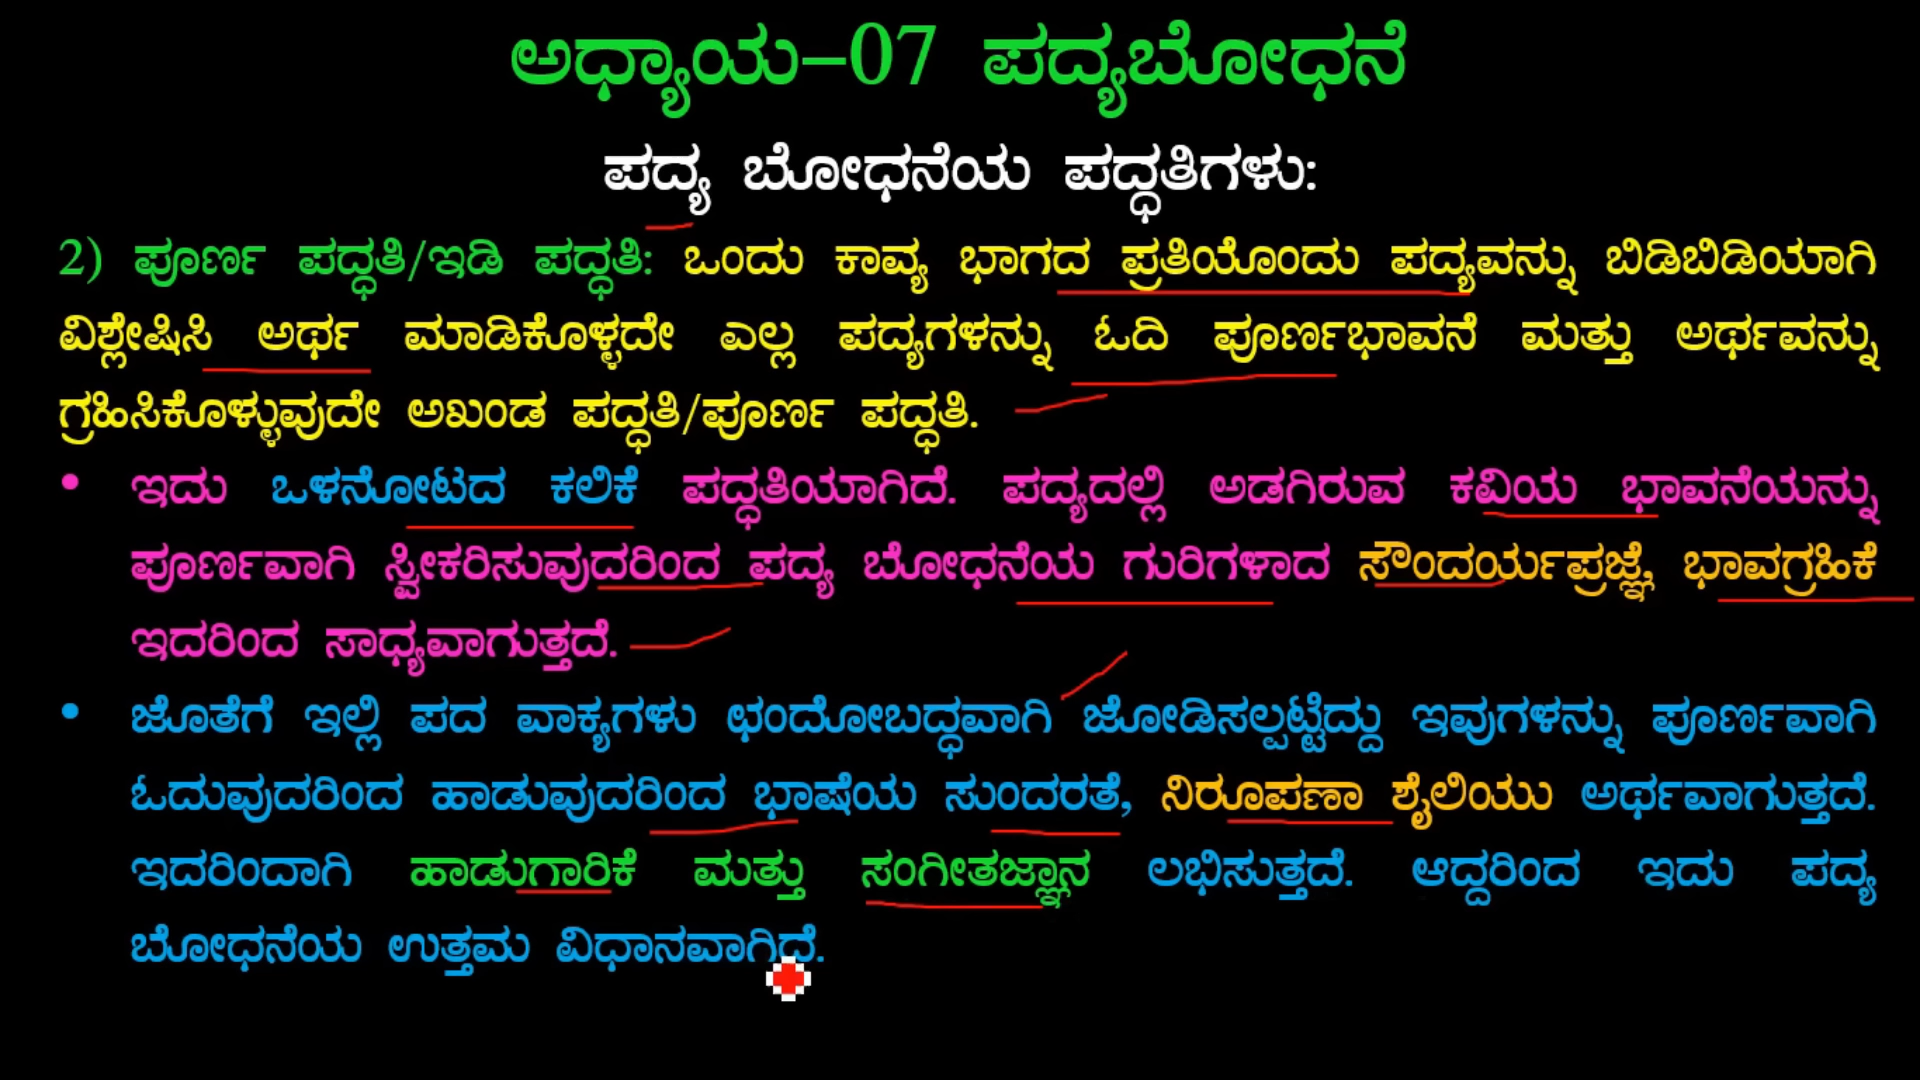 ಅಧ್ಯಾಯ–07 ಪದ್ಯಬೋಧನೆ
ಪದ್ಯ ಬೋಧನೆಯ ಪದ್ಧತಿಗಳು:
2) ಪೂರ್ಣ ಪದ್ಧತಿ/ಇಡಿ ಪದ್ಧತಿ: ಒಂದು ಕಾವ್ಯ ಭಾಗದ ಪ್ರತಿಯೊಂದು ಪದ್ಯವನ್ನು ಬಿಡಿಬಿಡಿಯಾಗಿ
ವಿಶ್ಲೇಷಿಸಿ ಅರ್ಥ ಮಾಡಿಕೊಳ್ಳದೇ ಎಲ್ಲ ಪದ್ಯಗಳನ್ನು ಓದಿ ಪೂರ್ಣಭಾವನೆ ಮತ್ತು ಅರ್ಥವನ್ನು
ಗ್ರಹಿಸಿಕೊಳ್ಳುವುದೇ ಅಖಂಡ ಪದ್ಧತಿ/ಪೂರ್ಣ ಪದ್ಧತಿ.
• ಇದು ಒಳನೋಟದ ಕಲಿಕೆ ಪದ್ಧತಿಯಾಗಿದೆ. ಪದ್ಯದಲ್ಲಿ ಅಡಗಿರುವ ಕವಿಯ ಭಾವನೆಯನ್ನು
ಪೂರ್ಣವಾಗಿ ಸ್ವೀಕರಿಸುವುದರಿಂದ ಪದ್ಯ ಬೋಧನೆಯ ಗುರಿಗಳಾದ ಸೌಂದರ್ಯಪ್ರಜ್ಞೆ ಭಾವಗ್ರಹಿಕೆ
ಇದರಿಂದ ಸಾಧ್ಯವಾಗುತ್ತದೆ.
• ಜೊತೆಗೆ ಇಲ್ಲಿ ಪದ ವಾಕ್ಯಗಳು ಛಂದೋಬದ್ಧವಾಗಿ ಜೋಡಿಸಲ್ಪಟ್ಟಿದ್ದು ಇವುಗಳನ್ನು ಪೂರ್ಣವಾಗಿ
ಓದುವುದರಿಂದ ಹಾಡುವುದರಿಂದ ಭಾಷೆಯ ಸುಂದರತೆ, ನಿರೂಪಣಾ ಶೈಲಿಯು ಅರ್ಥವಾಗುತ್ತದೆ.
ಇದರಿಂದಾಗಿ ಹಾಡುಗಾರಿಕೆ ಮತ್ತು ಸಂಗೀತಜ್ಞಾನ ಲಭಿಸುತ್ತದೆ. ಆದ್ದರಿಂದ ಇದು ಪದ್ಯ
ಬೋಧನೆಯ ಉತ್ತಮ ವಿಧಾನವಾಗಿದೆ.